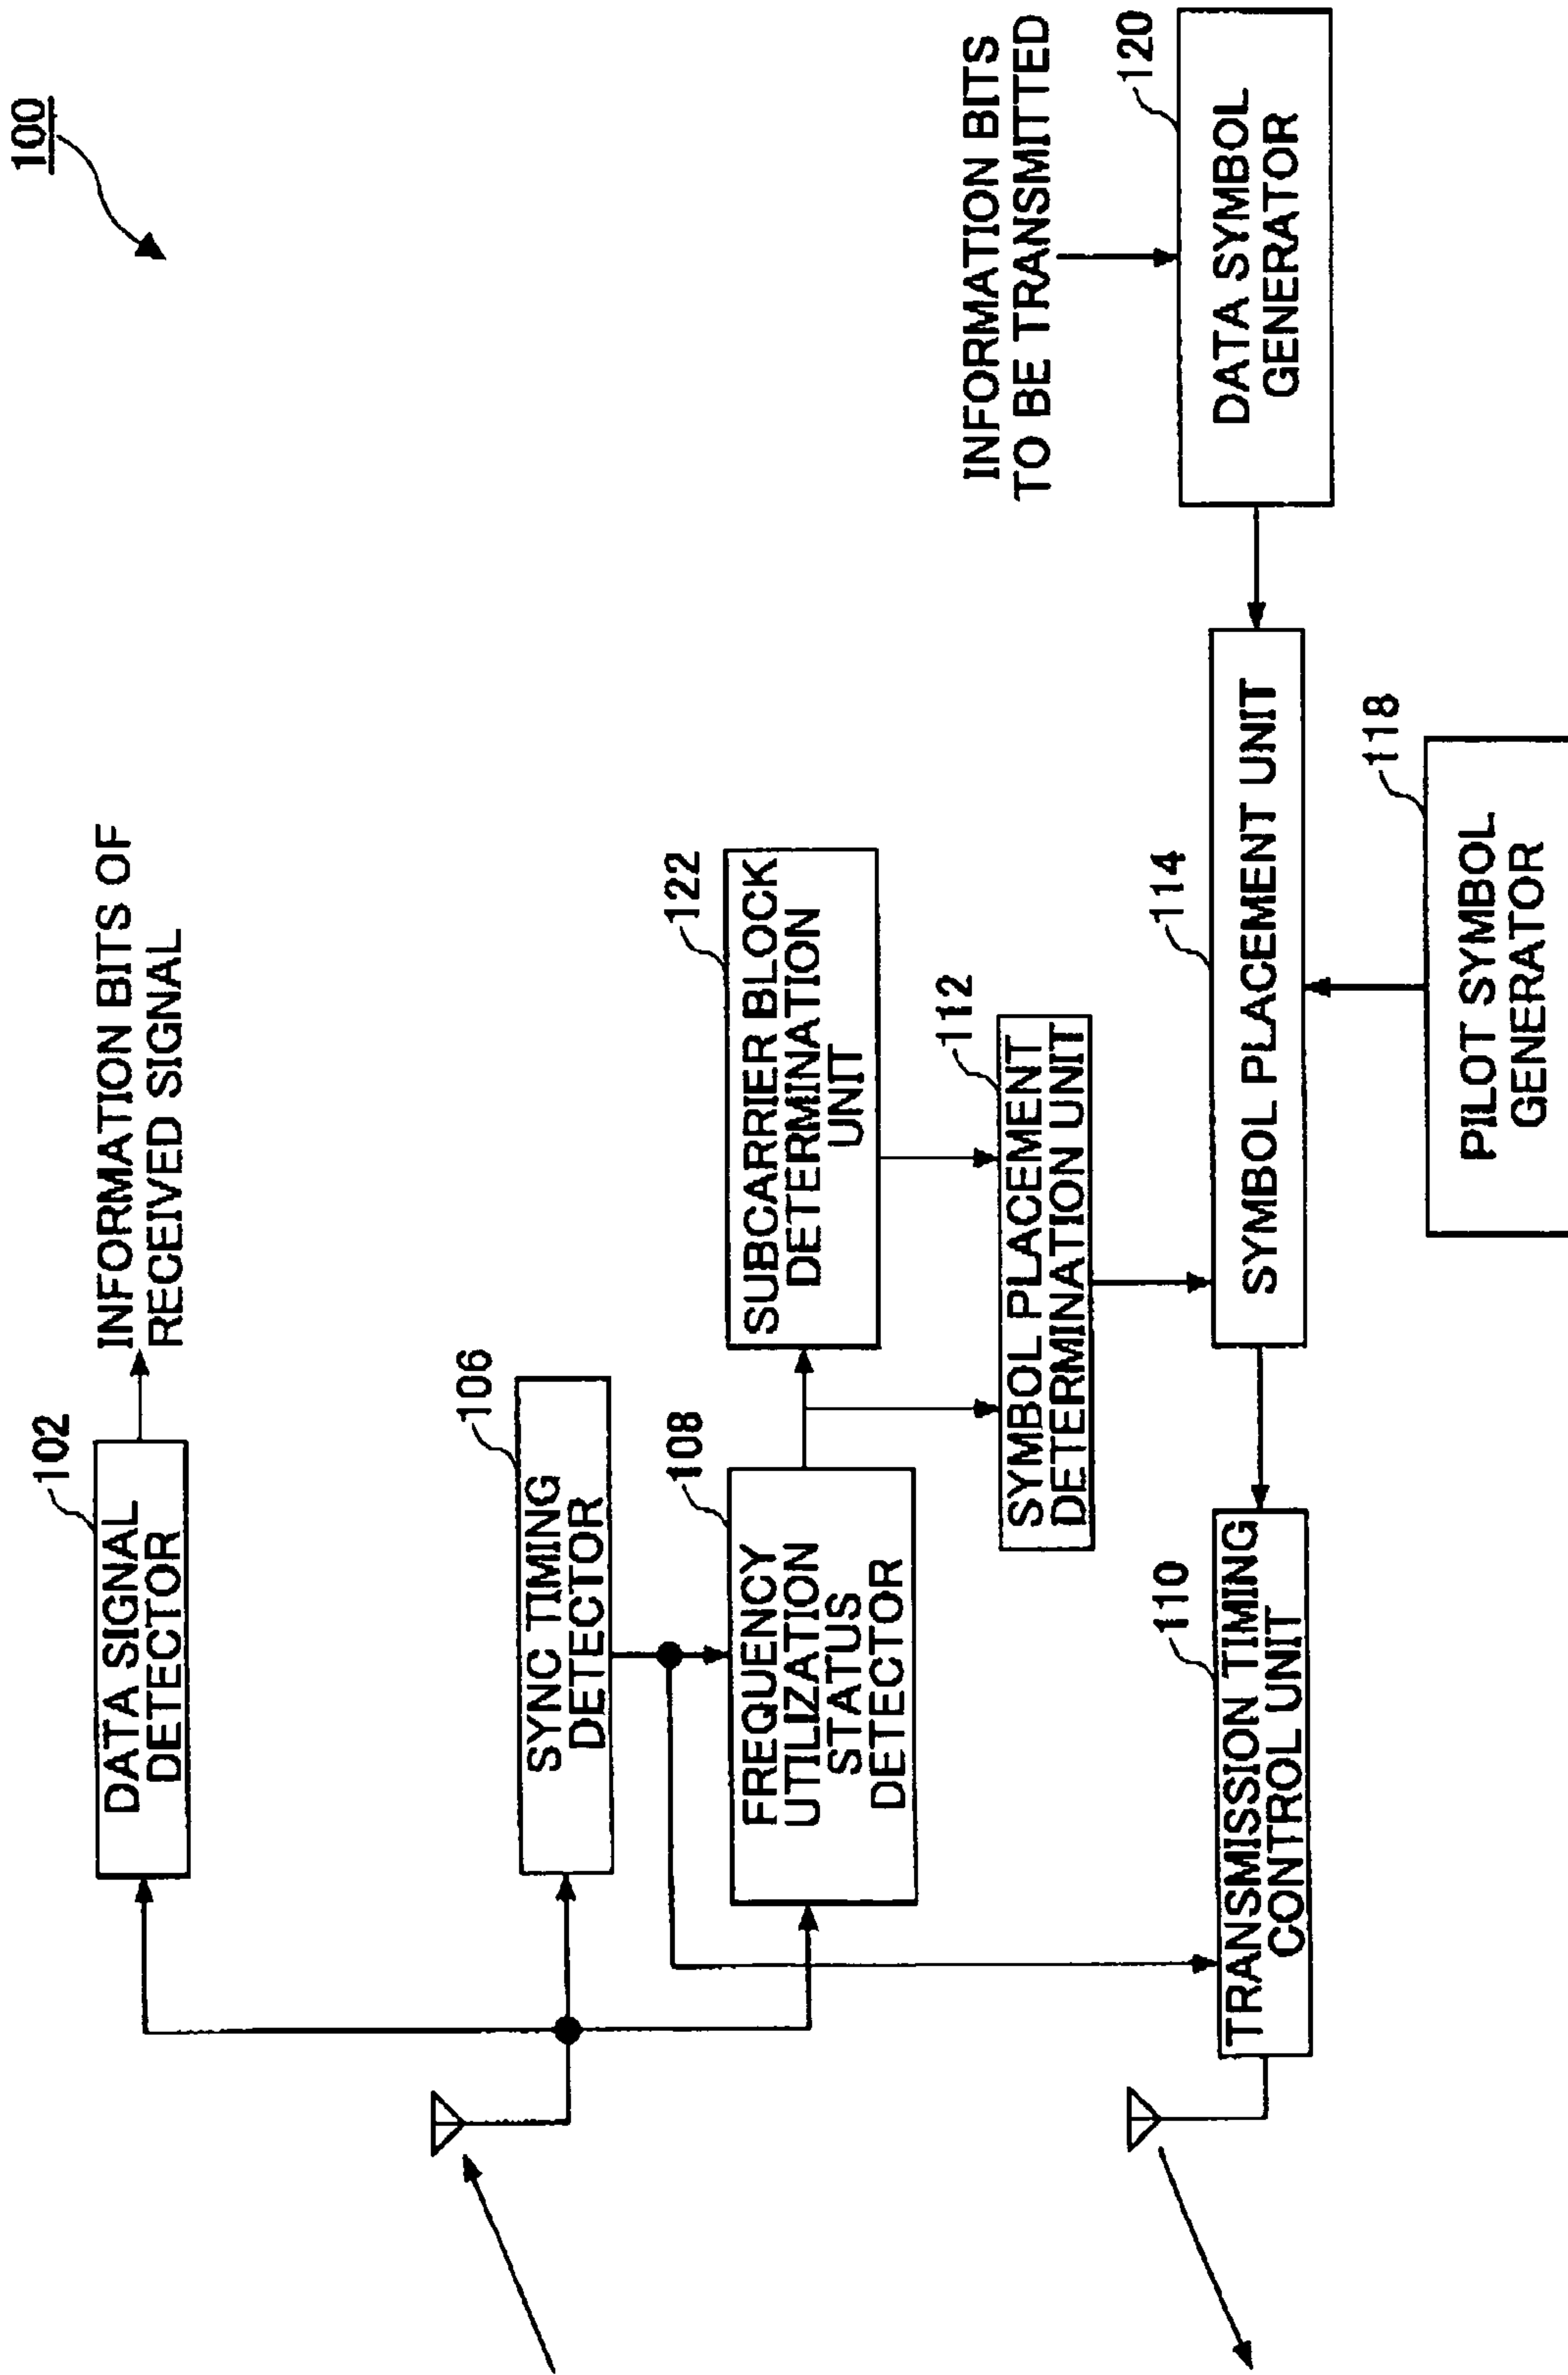 100
INFORMATION BITS OF
RECEIVED SIGNAL
102
DATA SIGNAL
DETECTOR
106
SYNC TIMING
DETECTOR
108
FREQUENCY
UTILIZATION
STATUS
DETECTOR
122
SUBCARRIER BLOCK
DETERMINATION
UNIT
112
SYMBOL PLACEMENT
DETERMINATION UNIT
INFORMATION BITS
TO BE TRANSMITTED
110
TRANSMISSION TIMING
CONTROL UNIT
114
SYMBOL PLACEMENT UNIT
120
DATA SYMBOL
GENERATOR
118
PILOT SYMBOL
GENERATOR